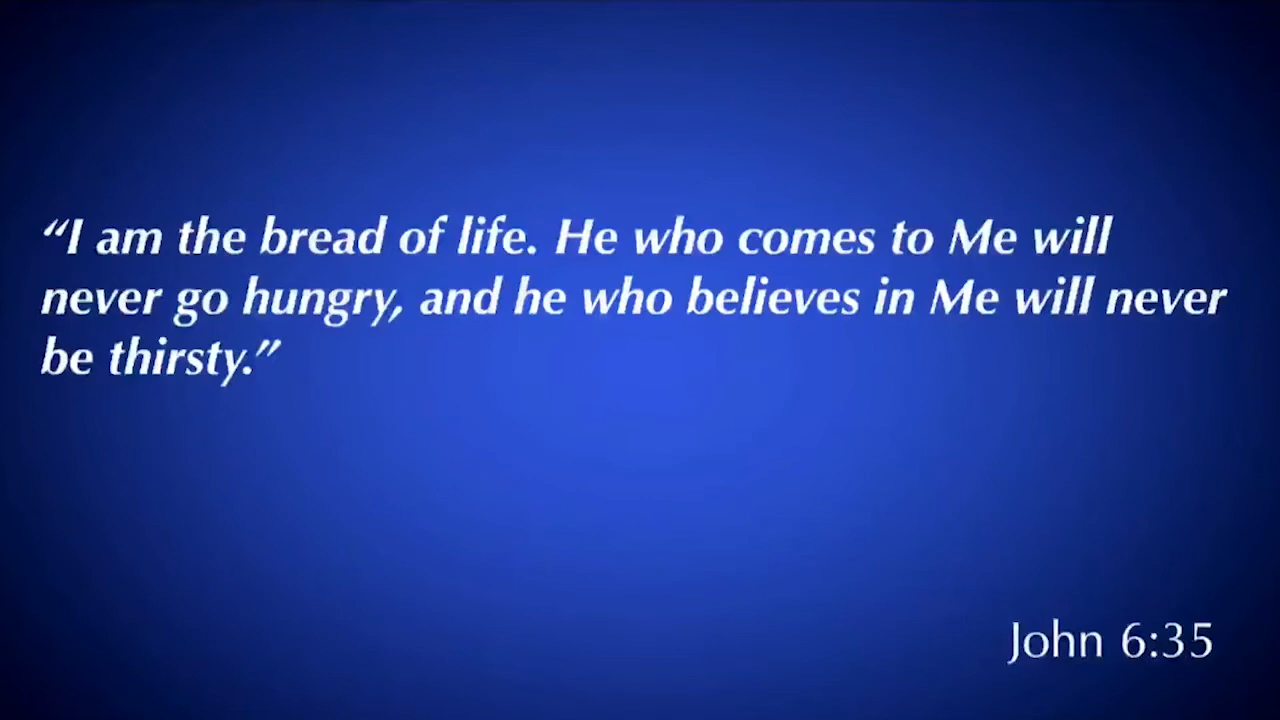 “I am the bread of life. He who comes to Me will
never go hungry, and he who believes in Me will never
be thirsty.”
John 6:35